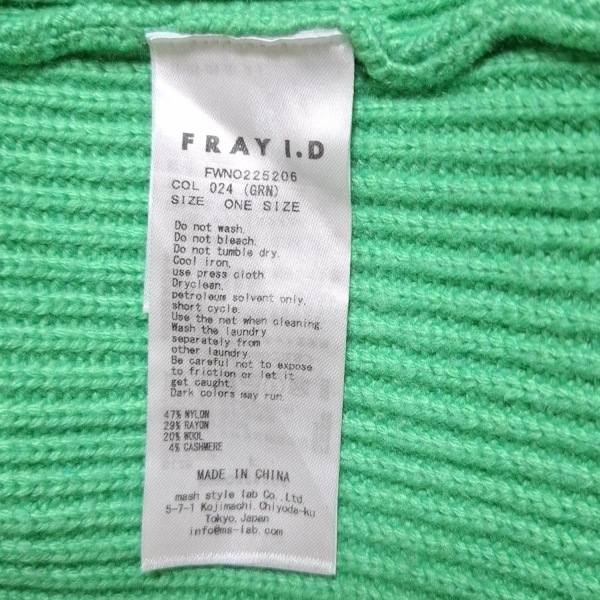 FRAY I.D
FWNO225206
COL 024 (GRN)
SIZE ONE SIZE
Do not wash.
Do not bleach.
Do not tumble dry.
Cool iron,
use press cloth.
Dryclean,
petroleum solvent only,
short cycle.
Use the net when cleaning.
Wash the laundry
separately from
other laundry.
Be careful not to expose
to friction or let it
get caught.
Dark colors may run.
47% NYLON
29% RAYON
20% WOOL
4% CASHMERE
MADE IN CHINA
mash style lab Co.,Ltd.
5-7-1 Kojimachi,Chiyoda-ku
Tokyo,Japan
info@ms-lab.com